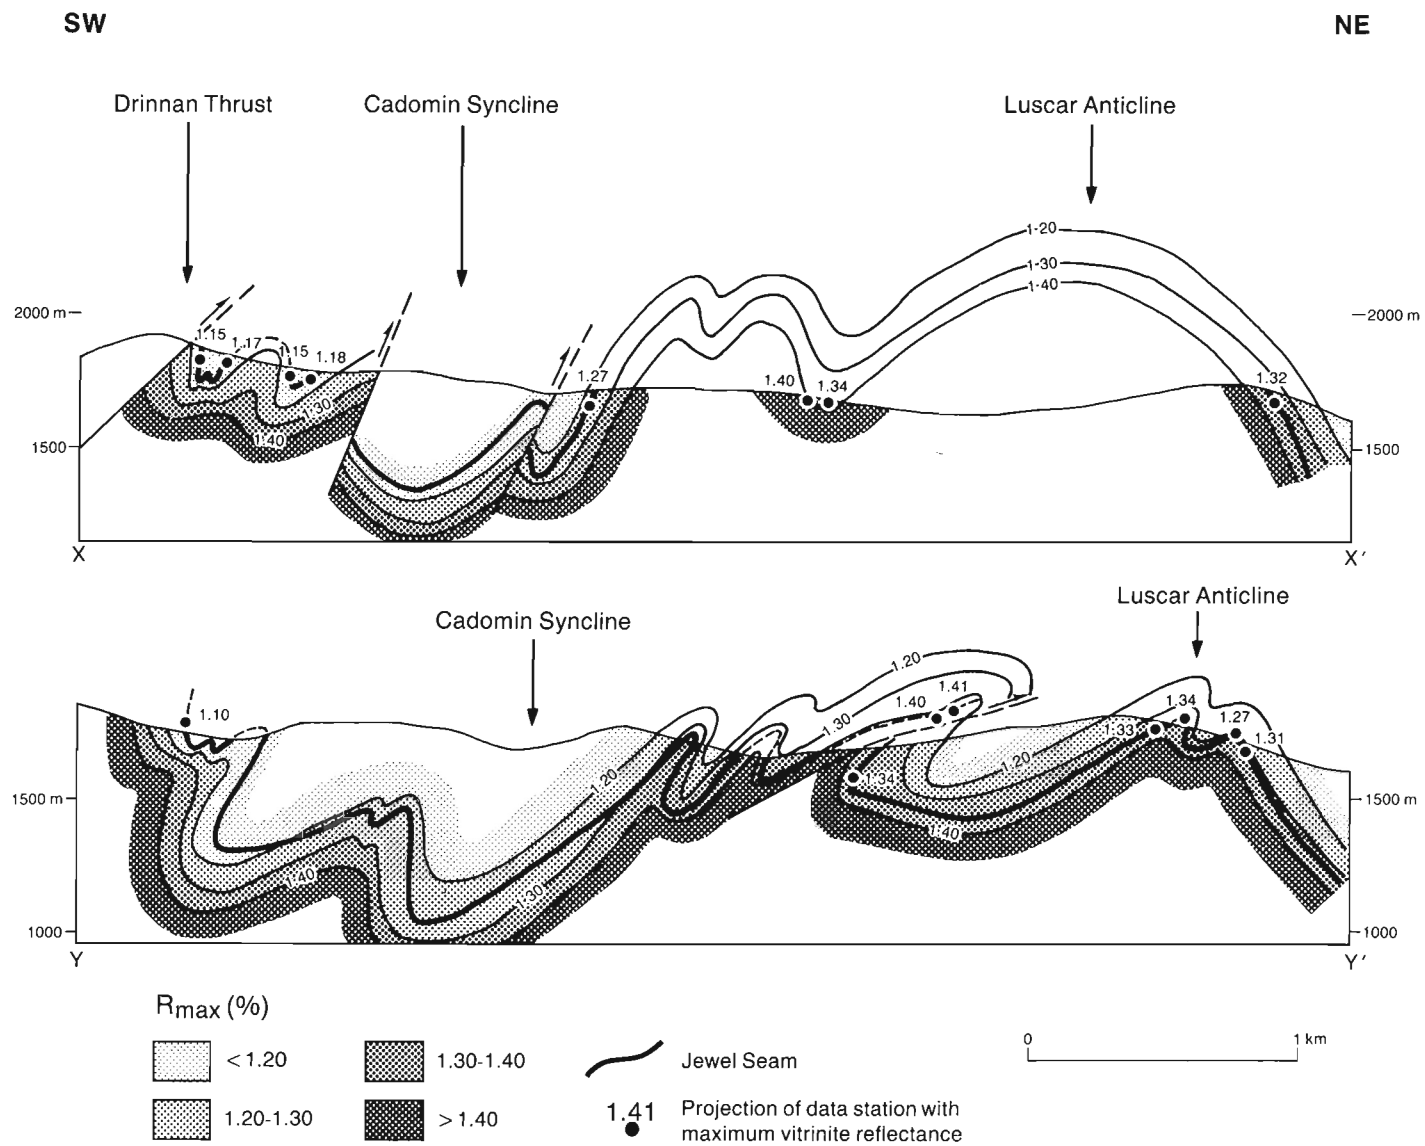 SW
NE
Drinnan Thrust
Cadomin Syncline
Luscar Anticline
1-20
1-30
1-40
2000 m
2000 m
1.15
1.17
1.15
1.18
1.27
1.40
1.34
1.32
1.30
1.40
1500
1500
X
X′
Luscar Anticline
Cadomin Syncline
1.20
1.41
1.40
1.34
1.10
1.30
1.27
1.33
1.31
1.20
1.20
1.34
1500 m
1500 m
1.40
1.40
1.30
1000
1000
Y
Y′
Rmax (%)
< 1.20
1.30-1.40
Jewel Seam
0
1 km
1.20-1.30
> 1.40
1.41
Projection of data station with
maximum vitrinite reflectance